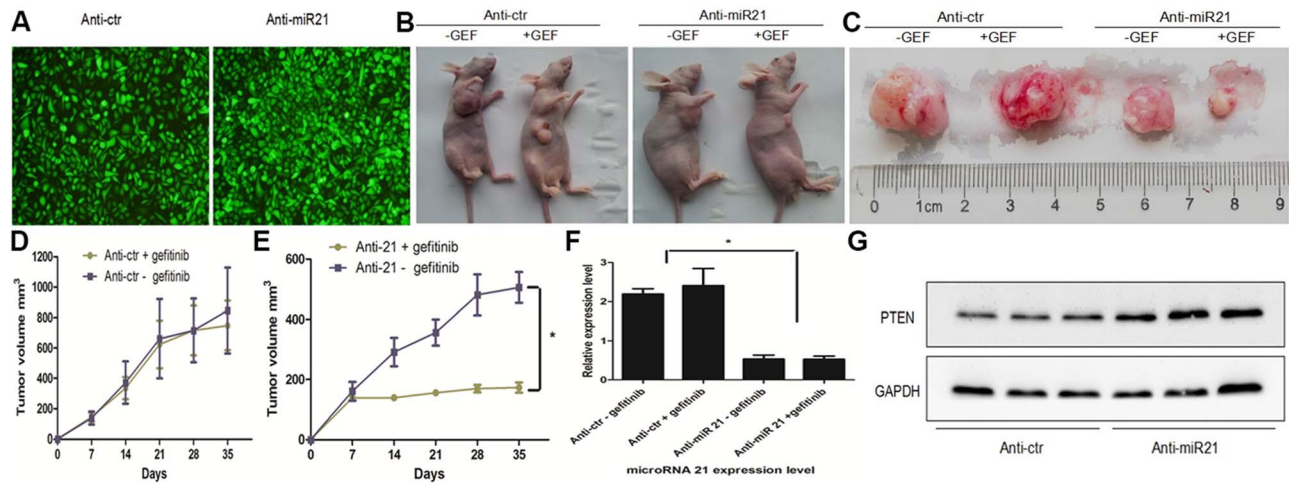 A
Anti-ctr
Anti-miR21
B
Anti-ctr
Anti-miR21
-GEF
+GEF
-GEF
+GEF
C
Anti-ctr
Anti-miR21
-GEF
+GEF
-GEF
+GEF
0 1cm 2 3 4 5 6 7 8 9
D
Anti-ctr + gefitinib
Anti-ctr - gefitinib
Tumor volume mm³
1200
1000
800
600
400
200
0
0 7 14 21 28 35
Days
E
Anti-21 + gefitinib
Anti-21 - gefitinib
Tumor volume mm³
600
400
200
0
0 7 14 21 28 35
Days
*
F
*
Relative expression level
3
2
1
0
Anti-ctr - gefitinib
Anti-ctr + gefitinib
Anti-miR 21 - gefitinib
Anti-miR 21 +gefitinib
microRNA 21 expression level
G
PTEN
GAPDH
Anti-ctr
Anti-miR21